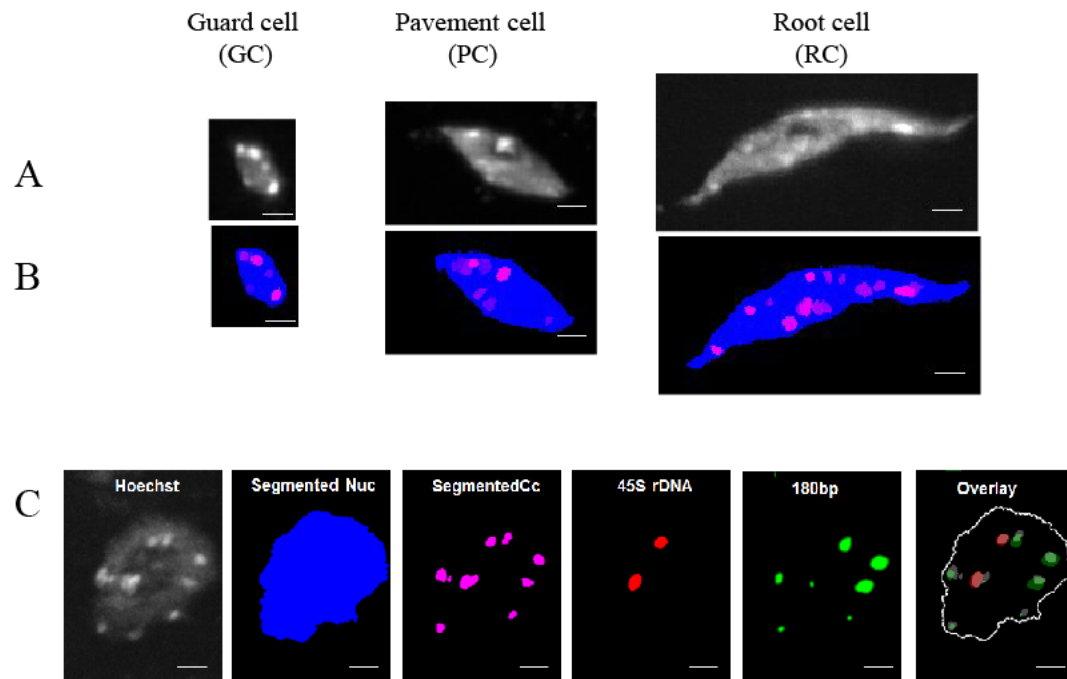 Guard cell
(GC)
Pavement cell
(PC)
Root cell
(RC)
A
B
C
Hoechst
Segmented Nuc
SegmentedCc
45S rDNA
180bp
Overlay